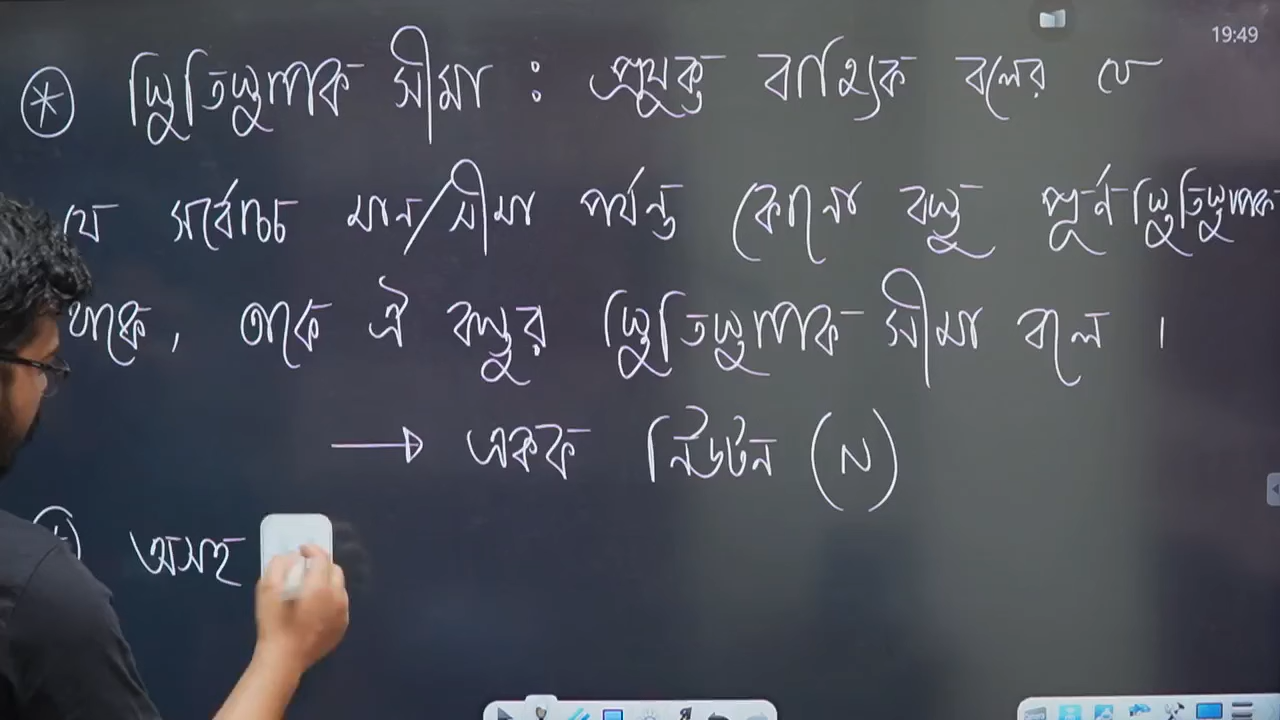 19:49
* স্থিতিস্থাপক সীমা : প্রযুক্ত বাহ্যিক বলের যে
যে সর্বোচ্চ মান/সীমা পর্যন্ত কোনো বস্তু পূর্ন স্থিতিস্থাপক
থাকে, তাকে ঐ বস্তুর স্থিতিস্থাপক সীমা বলে ।
→ একক নিউটন (N)
অসহ